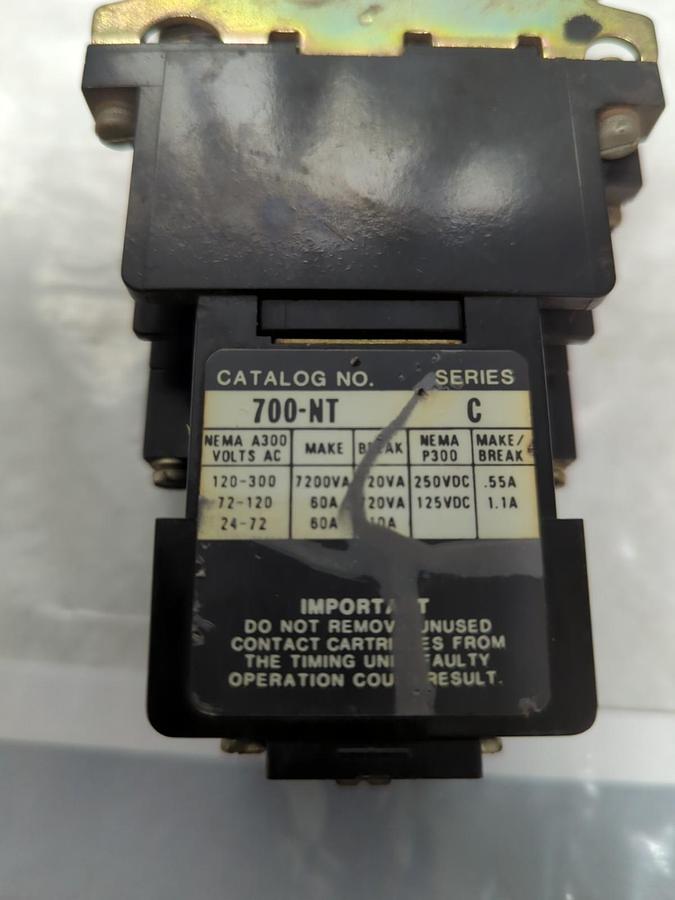 CATALOG NO. SERIES
700-NT C
NEMA A300 VOLTS AC MAKE NEMA P300 MAKE/ BREAK
120-300 7200VA 250VDC .55A
72-120 60A 125VDC 1.1A
24-72 60A
DO NOT
CONTACT FROM
THE TIMING
OPERATION RESULT.